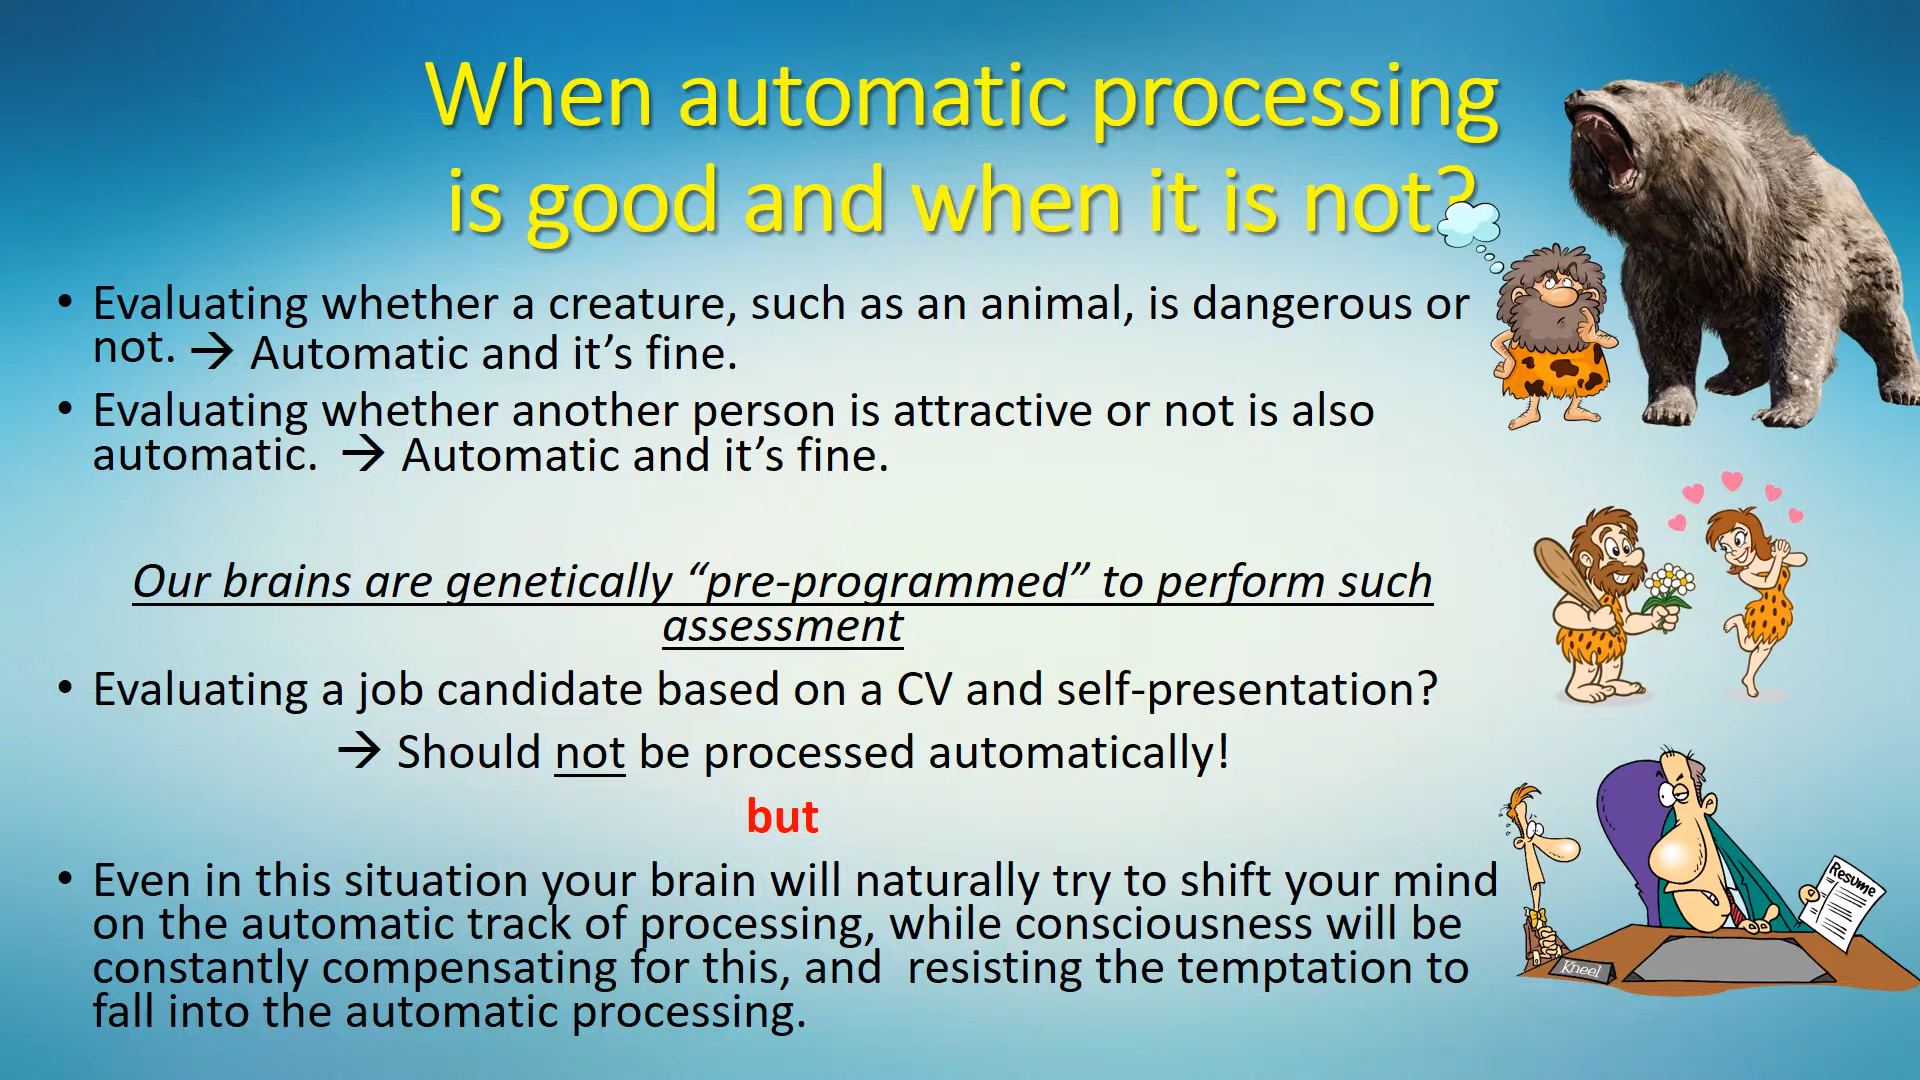 When automatic processing
is good and when it is not?
• Evaluating whether a creature, such as an animal, is dangerous or
not. → Automatic and it’s fine.
• Evaluating whether another person is attractive or not is also
automatic. → Automatic and it’s fine.
Our brains are genetically “pre-programmed” to perform such
assessment
• Evaluating a job candidate based on a CV and self-presentation?
→ Should not be processed automatically!
but
• Even in this situation your brain will naturally try to shift your mind
on the automatic track of processing, while consciousness will be
constantly compensating for this, and  resisting the temptation to
fall into the automatic processing.
Resume
Kneel